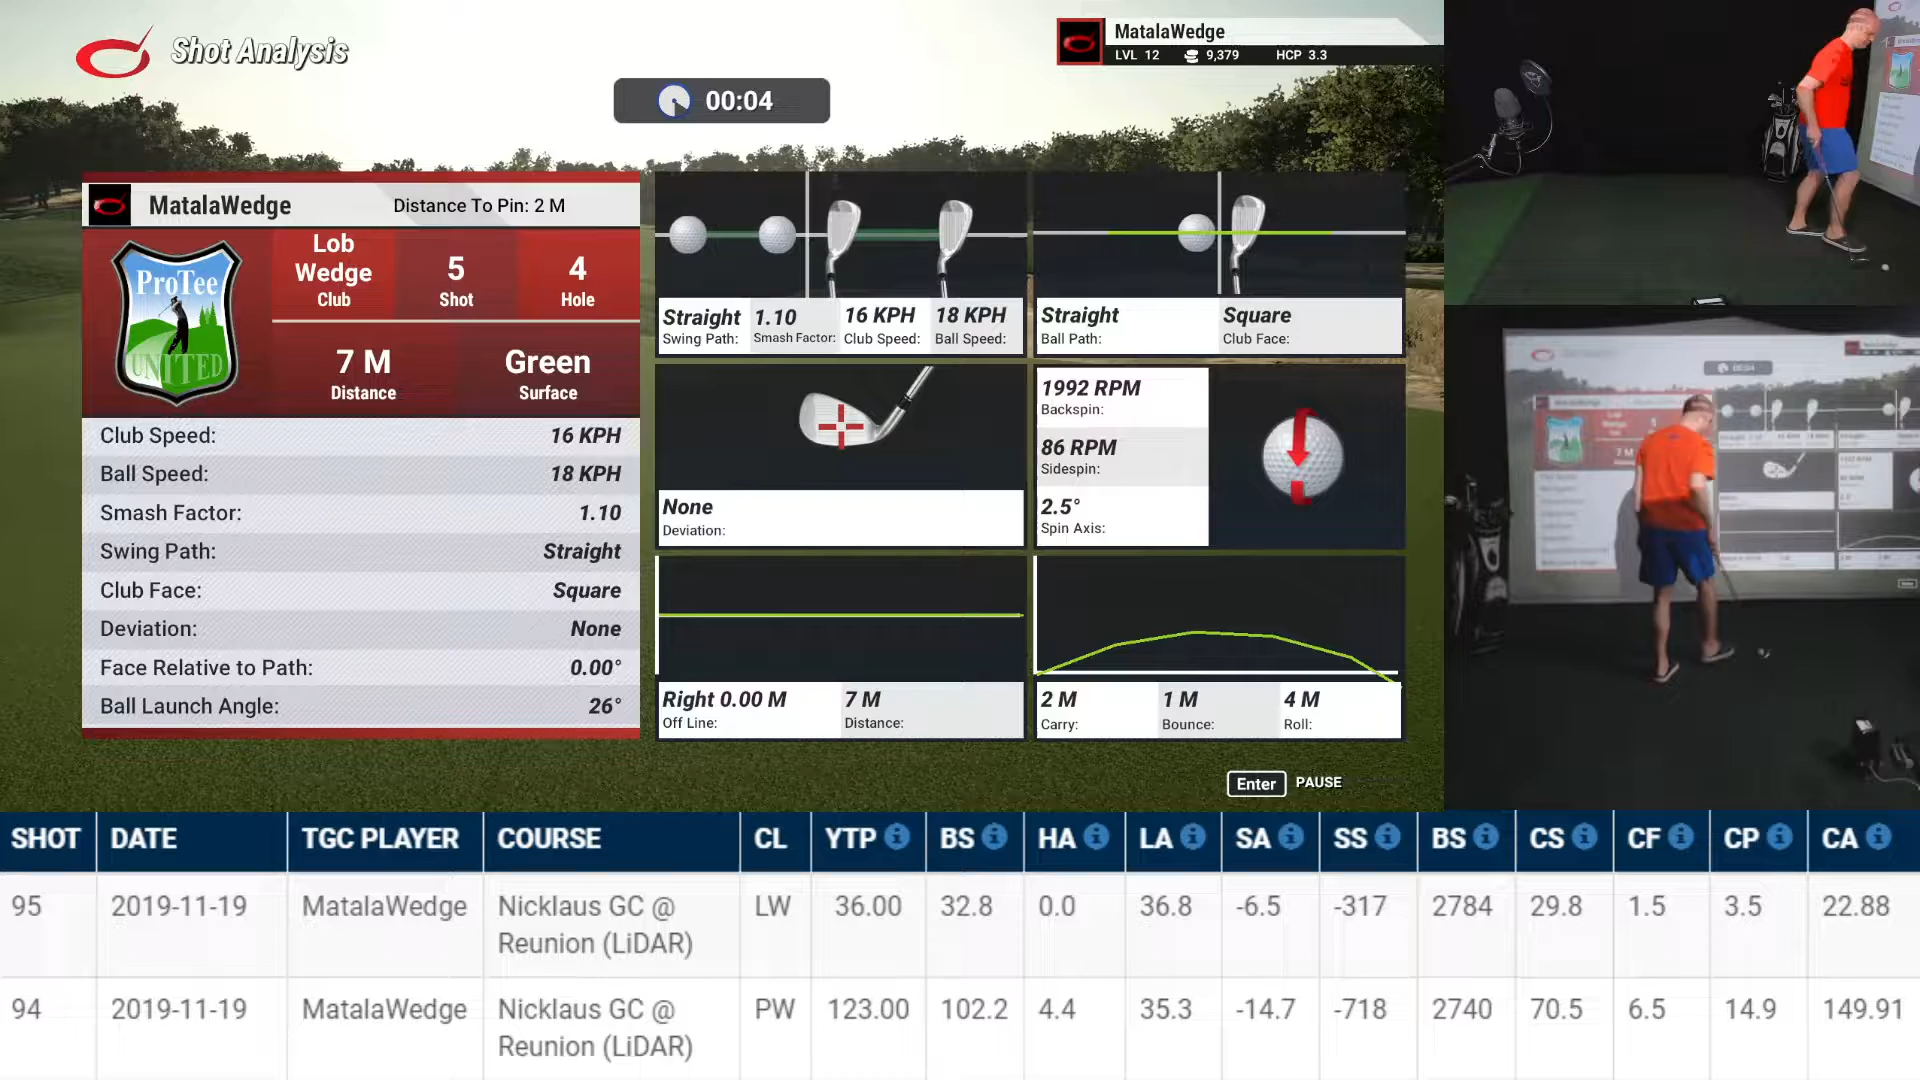 Shot Analysis
MatalaWedge
LVL 12 9,379 HCP 3.3
00:04
MatalaWedge Distance To Pin: 2 M
ProTee
UNITED
Lob
Wedge
Club
5
Shot
4
Hole
7 M
Distance
Green
Surface
Club Speed: 16 KPH
Ball Speed: 18 KPH
Smash Factor: 1.10
Swing Path: Straight
Club Face: Square
Deviation: None
Face Relative to Path: 0.00°
Ball Launch Angle: 26°
Straight 1.10 16 KPH 18 KPH
Swing Path: Smash Factor: Club Speed: Ball Speed:
Straight Square
Ball Path: Club Face:
None
Deviation:
1992 RPM
Backspin:
86 RPM
Sidespin:
2.5°
Spin Axis:
Right 0.00 M 7 M
Off Line: Distance:
2 M 1 M 4 M
Carry: Bounce: Roll:
Enter PAUSE
SHOT DATE TGC PLAYER COURSE CL YTP BS HA LA SA SS BS CS CF CP CA
95 2019-11-19 MatalaWedge Nicklaus GC @ LW 36.00 32.8 0.0 36.8 -6.5 -317 2784 29.8 1.5 3.5 22.88
Reunion (LiDAR)
94 2019-11-19 MatalaWedge Nicklaus GC @ PW 123.00 102.2 4.4 35.3 -14.7 -718 2740 70.5 6.5 14.9 149.91
Reunion (LiDAR)